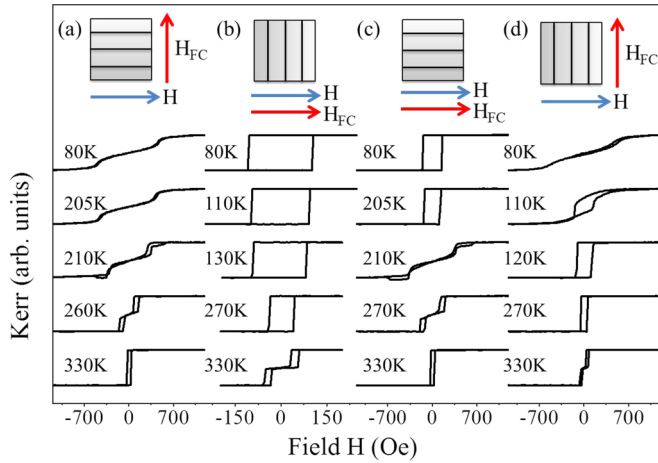 (a) (b) (c) (d)
H_FC H_FC
H H H H
H_FC H_FC
80K 80K 80K 80K
205K 110K 205K 110K
210K 130K 210K 120K
260K 270K 270K 270K
330K 330K 330K 330K
-700 0 700 -150 0 150 -700 0 700 -700 0 700
Field H (Oe)
Kerr (arb. units)